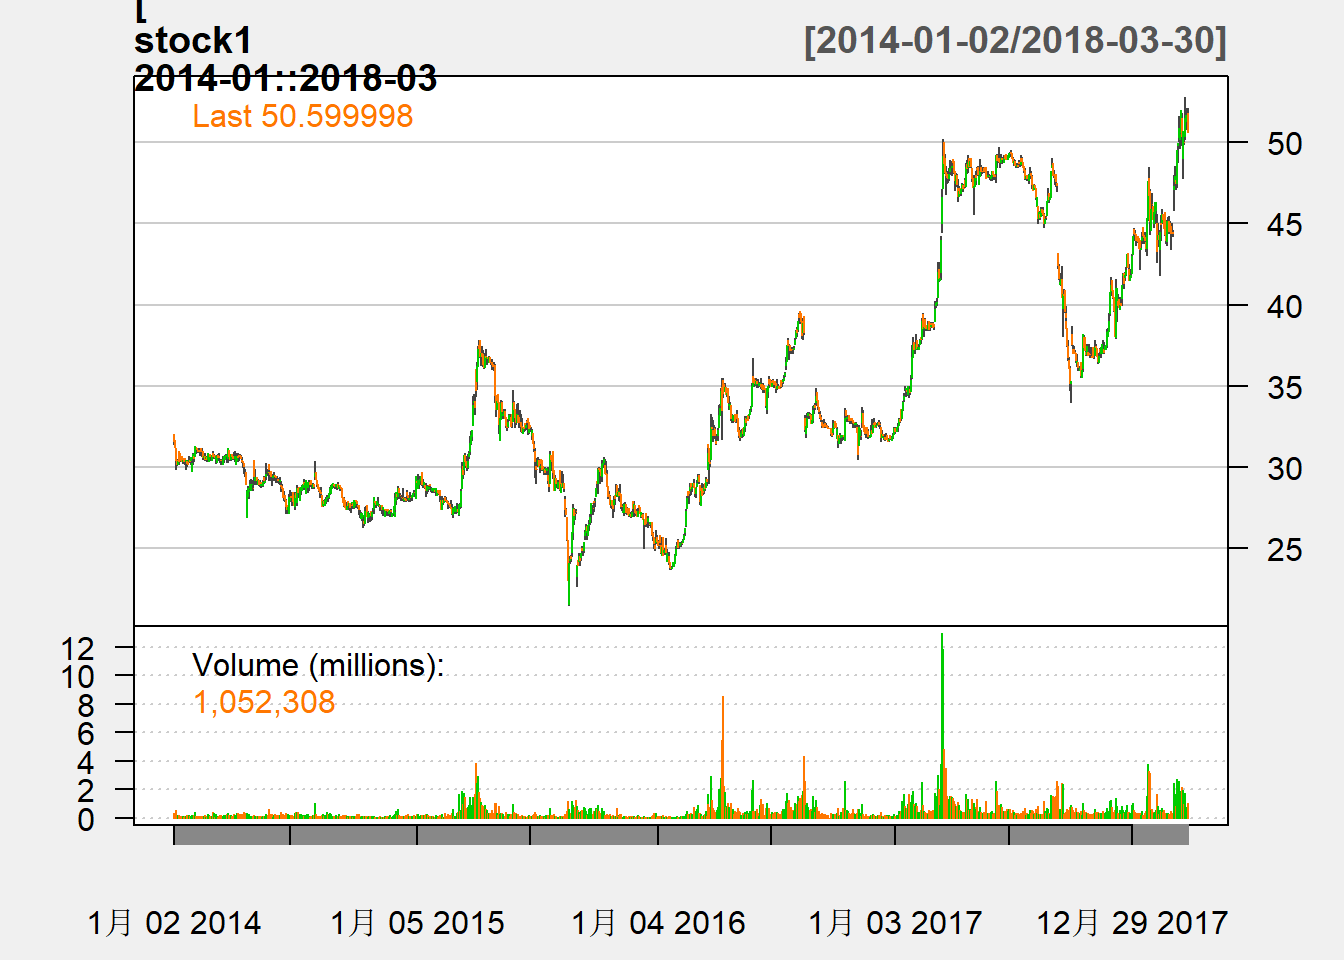 [
stock1
[2014-01-02/2018-03-30]
2014-01::2018-03
Last 50.599998
50
45
40
35
30
25
Volume (millions):
1,052,308
12
10
8
6
4
2
0
1月 02 2014
1月 05 2015
1月 04 2016
1月 03 2017
12月 29 2017